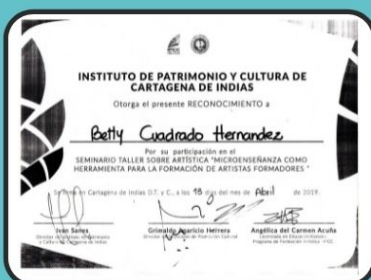 INSTITUTO DE PATRIMONIO Y CULTURA DE
CARTAGENA DE INDIAS
Otorga el presente RECONOCIMIENTO a
Betty Cuadrado Hernandez
Por su participación en el
SEMINARIO TALLER SOBRE ARTÍSTICA "MICROENSEÑANZA COMO
HERRAMIENTA PARA LA FORMACIÓN DE ARTISTAS FORMADORES "
en Cartagena de Indias D.T. y C., a los 18 días del mes de Abril de 2019.
Iván Sanes Grimaldo Aparicio Herrera Angélica del Carmen Acuña